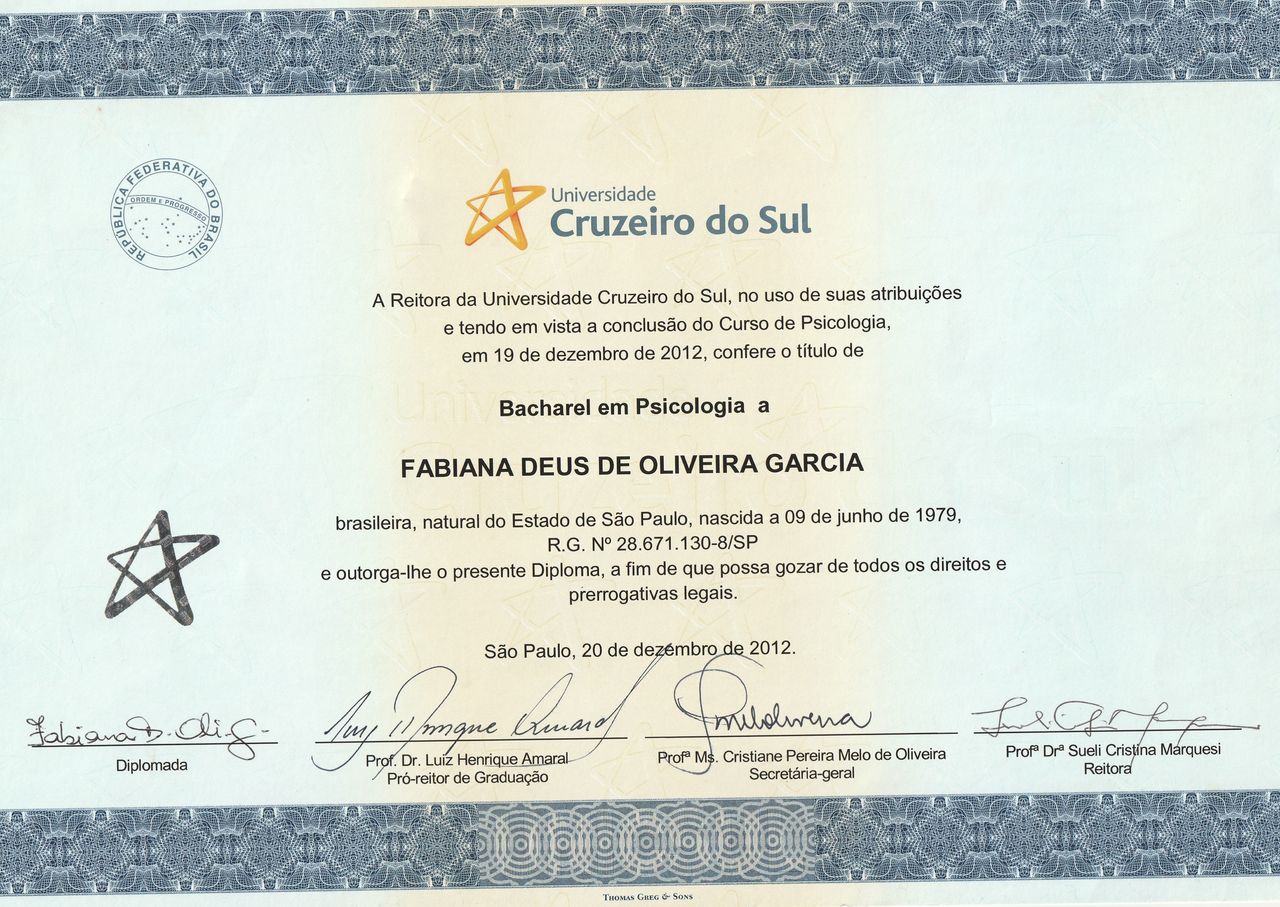 REPÚBLICA FEDERATIVA DO BRASIL
ORDEM E PROGRESSO
Universidade
Cruzeiro do Sul
A Reitora da Universidade Cruzeiro do Sul, no uso de suas atribuições
e tendo em vista a conclusão do Curso de Psicologia,
em 19 de dezembro de 2012, confere o título de
Bacharel em Psicologia a
FABIANA DEUS DE OLIVEIRA GARCIA
brasileira, natural do Estado de São Paulo, nascida a 09 de junho de 1979,
R.G. Nº 28.671.130-8/SP
e outorga-lhe o presente Diploma, a fim de que possa gozar de todos os direitos e
prerrogativas legais.
São Paulo, 20 de dezembro de 2012.
Fabiana D.
Diplomada
Prof. Dr. Luiz Henrique Amaral
Pró-reitor de Graduação
Profª Ms. Cristiane Pereira Melo de Oliveira
Secretária-geral
Profª Drª Sueli Cristina Marquesi
Reitora
THOMAS GREG & SONS